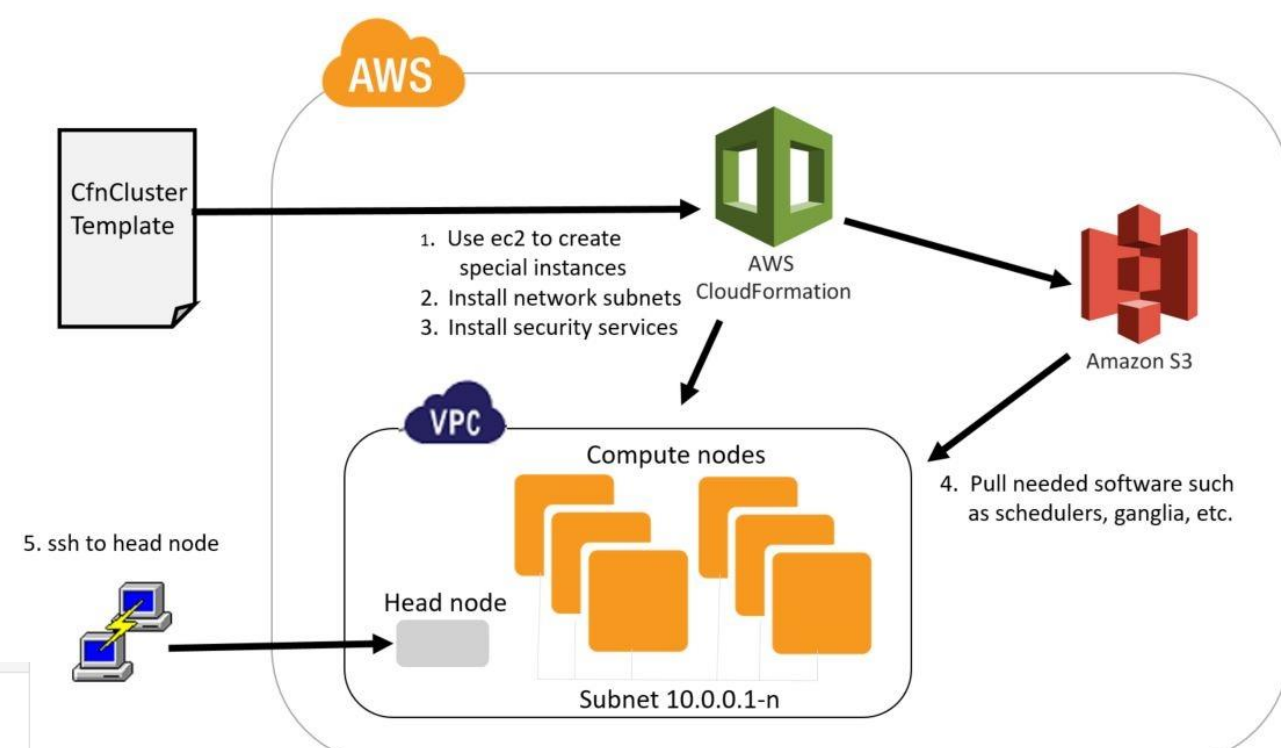 AWS
CfnCluster
Template
1. Use ec2 to create
special instances
2. Install network subnets
3. Install security services
AWS
CloudFormation
Amazon S3
VPC
Compute nodes
4. Pull needed software such
as schedulers, ganglia, etc.
5. ssh to head node
Head node
Subnet 10.0.0.1-n